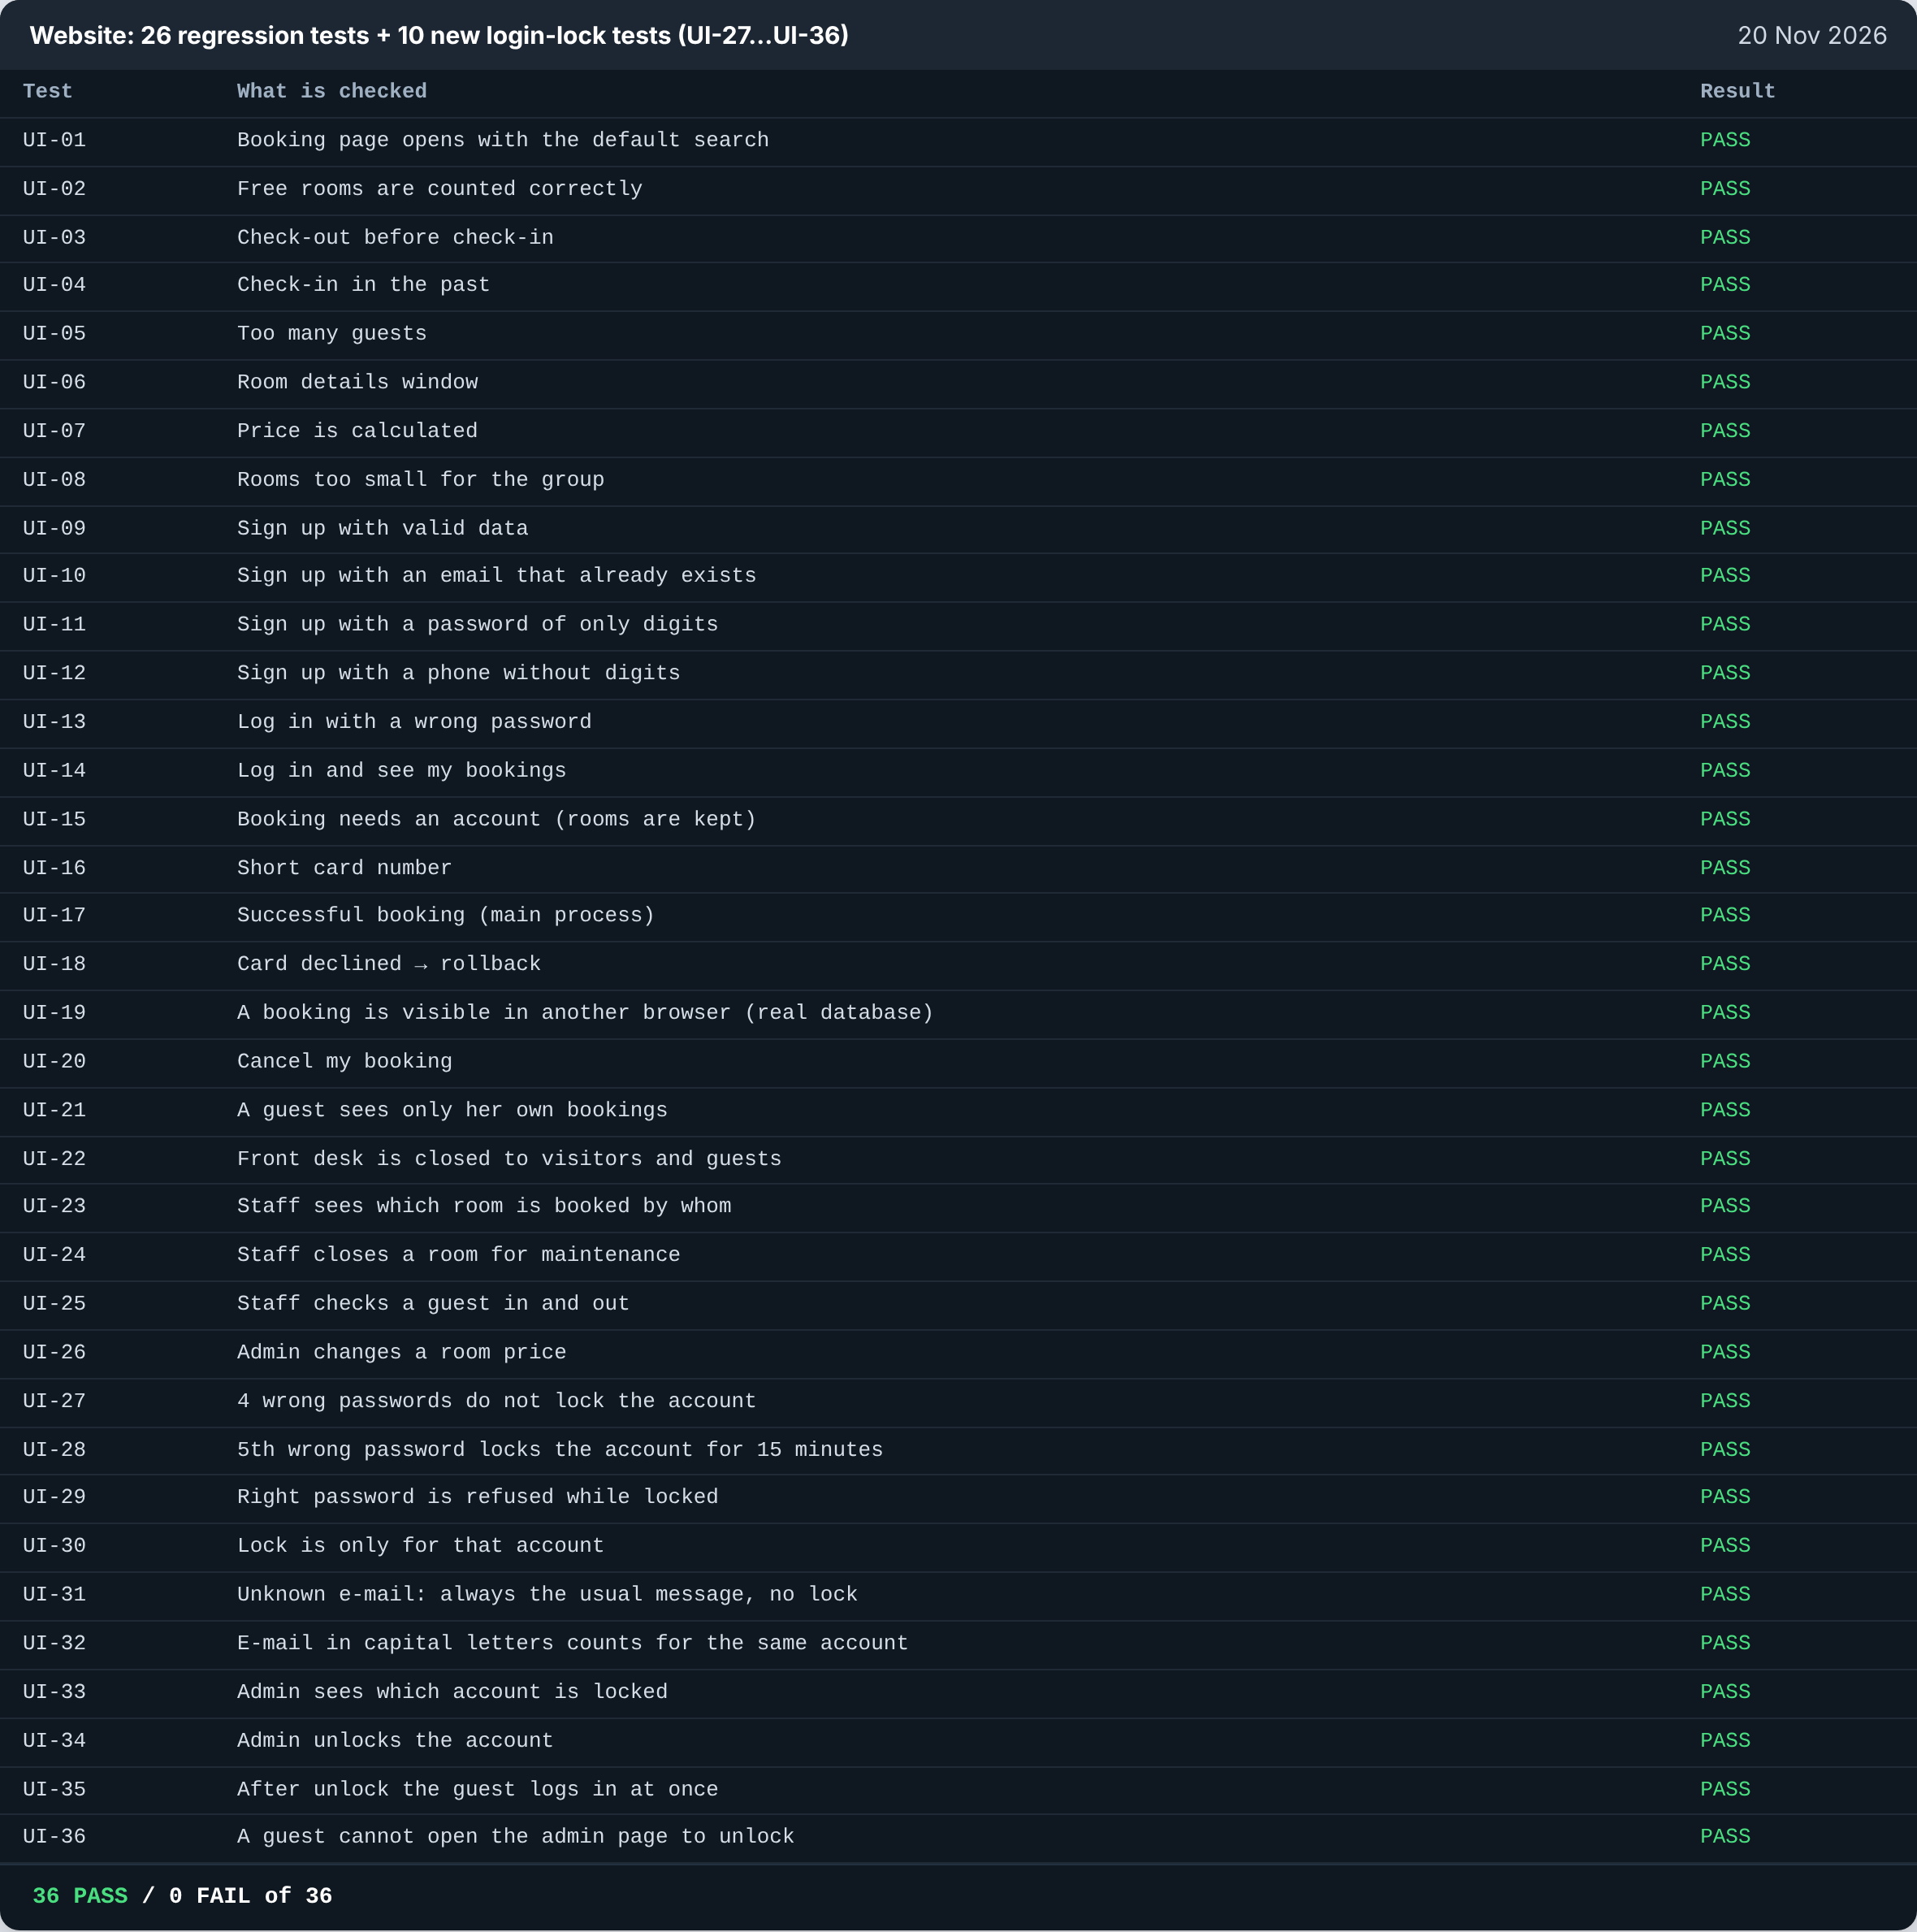 Website: 26 regression tests + 10 new login-lock tests (UI-27…UI-36) 20 Nov 2026
Test What is checked Result
UI-01 Booking page opens with the default search PASS
UI-02 Free rooms are counted correctly PASS
UI-03 Check-out before check-in PASS
UI-04 Check-in in the past PASS
UI-05 Too many guests PASS
UI-06 Room details window PASS
UI-07 Price is calculated PASS
UI-08 Rooms too small for the group PASS
UI-09 Sign up with valid data PASS
UI-10 Sign up with an email that already exists PASS
UI-11 Sign up with a password of only digits PASS
UI-12 Sign up with a phone without digits PASS
UI-13 Log in with a wrong password PASS
UI-14 Log in and see my bookings PASS
UI-15 Booking needs an account (rooms are kept) PASS
UI-16 Short card number PASS
UI-17 Successful booking (main process) PASS
UI-18 Card declined → rollback PASS
UI-19 A booking is visible in another browser (real database) PASS
UI-20 Cancel my booking PASS
UI-21 A guest sees only her own bookings PASS
UI-22 Front desk is closed to visitors and guests PASS
UI-23 Staff sees which room is booked by whom PASS
UI-24 Staff closes a room for maintenance PASS
UI-25 Staff checks a guest in and out PASS
UI-26 Admin changes a room price PASS
UI-27 4 wrong passwords do not lock the account PASS
UI-28 5th wrong password locks the account for 15 minutes PASS
UI-29 Right password is refused while locked PASS
UI-30 Lock is only for that account PASS
UI-31 Unknown e-mail: always the usual message, no lock PASS
UI-32 E-mail in capital letters counts for the same account PASS
UI-33 Admin sees which account is locked PASS
UI-34 Admin unlocks the account PASS
UI-35 After unlock the guest logs in at once PASS
UI-36 A guest cannot open the admin page to unlock PASS
36 PASS / 0 FAIL of 36